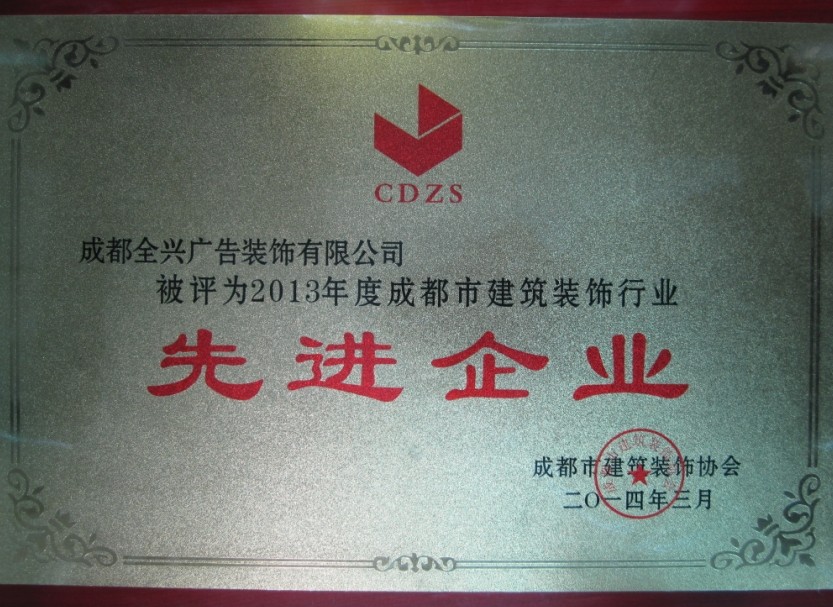 CDZS
成都全兴广告装饰有限公司
被评为2013年度成都市建筑装饰行业
先进企业
成都市建筑装饰协会
二〇一四年三月